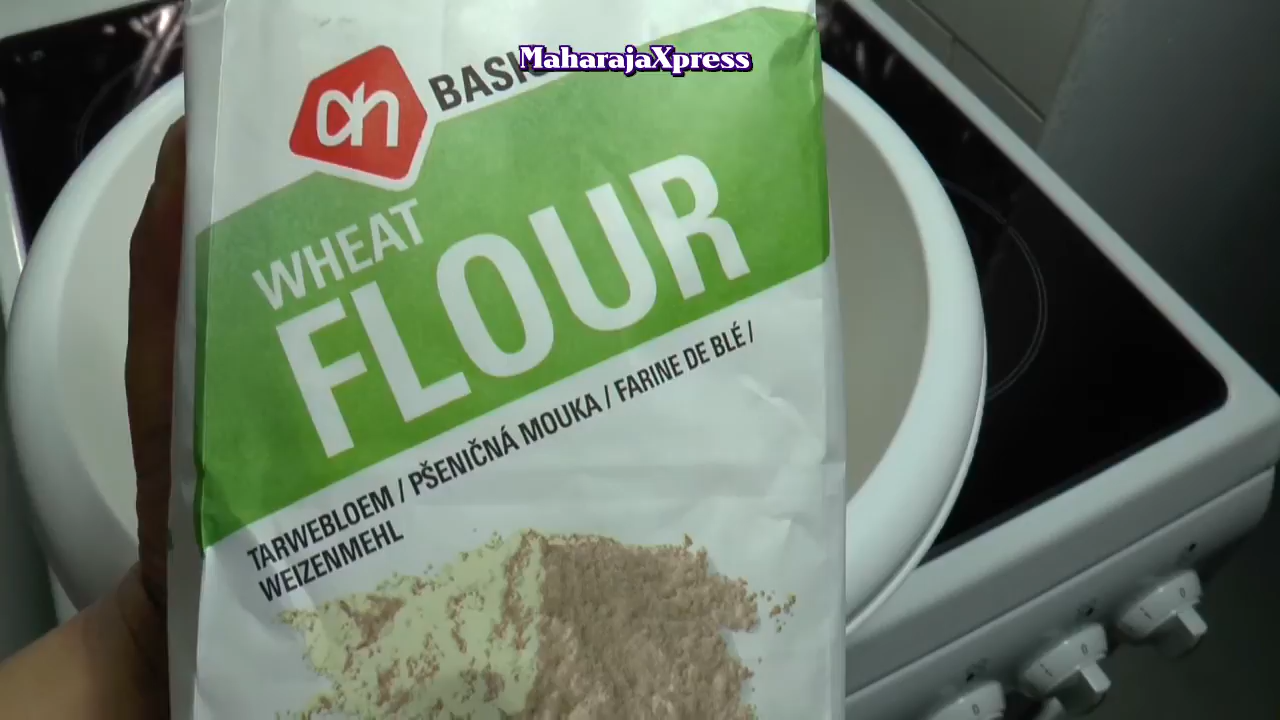 MaharajaXpress
ah BASIC
WHEAT
FLOUR
TARWEBLOEM / PŠENIČNÁ MOUKA / FARINE DE BLÉ /
WEIZENMEHL